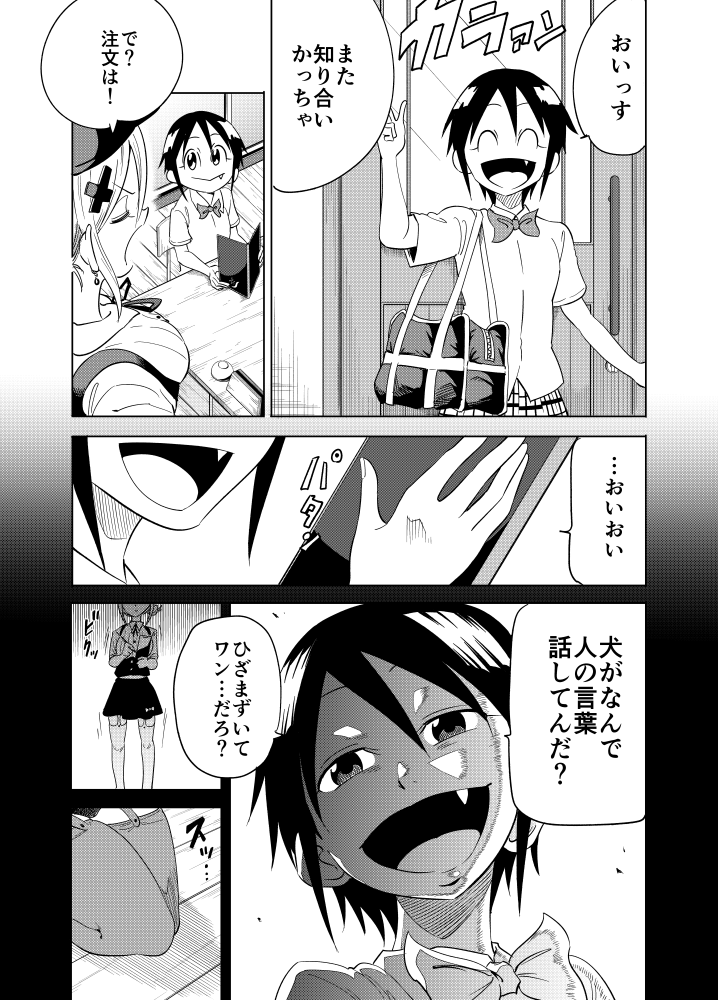 おいっす
ガラァン
また
知り合い
かっちゃ
で？
注文は！
…おいおい
パタン
犬がなんで
人の言葉
話してんだ？
ひざまずいて
ワン…だろ？
ビクッ
スッ…